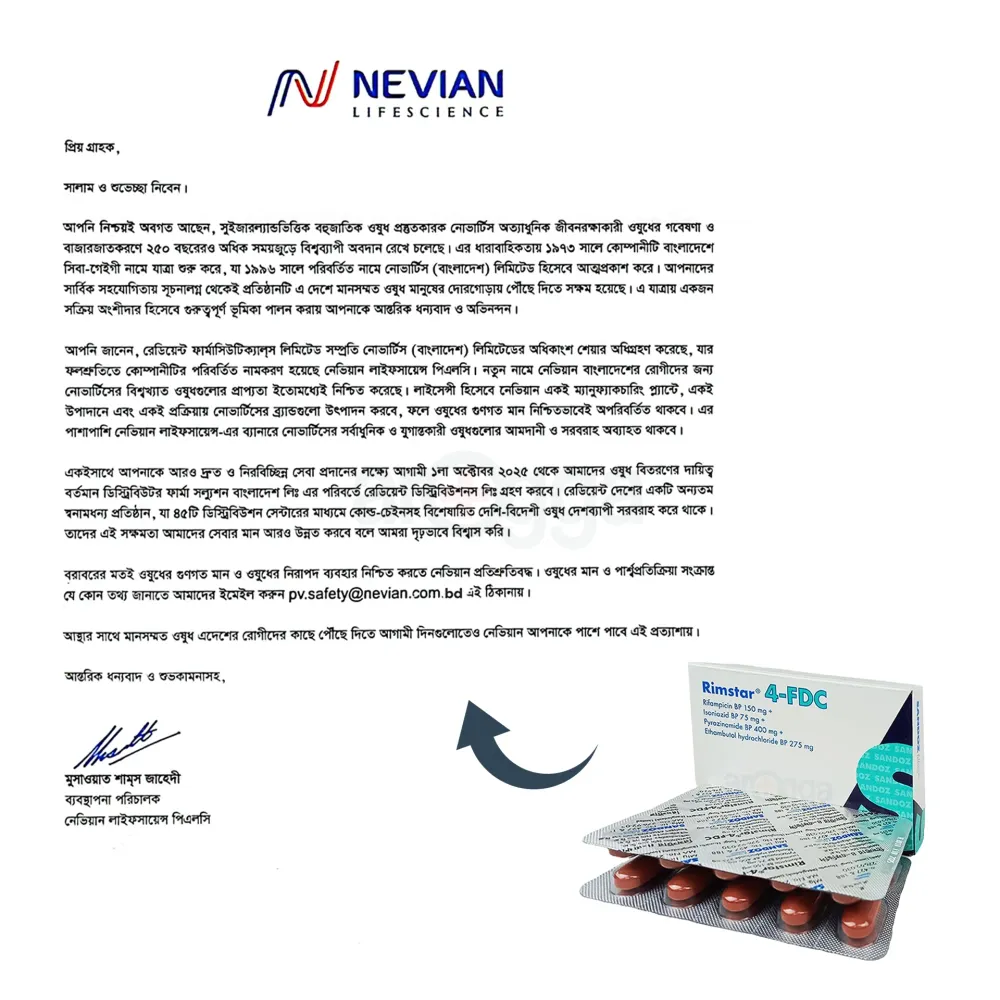 NEVIAN
LIFESCIENCE
প্রিয় গ্রাহক,
সালাম ও শুভেচ্ছা নিবেন।
আপনি নিশ্চয়ই অবগত আছেন, সুইজারল্যান্ডভিত্তিক বহুজাতিক ওষুধ প্রস্তুতকারক নোভার্টিস অত্যাধুনিক জীবনরক্ষাকারী ওষুধের গবেষণা ও
বাজারজাতকরণে ২৫০ বছরেরও অধিক সময়জুড়ে বিশ্বব্যাপী অবদান রেখে চলেছে। এর ধারাবাহিকতায় ১৯৭৩ সালে কোম্পানীটি বাংলাদেশে
সিবা-গেইগী নামে যাত্রা শুরু করে, যা ১৯৯৬ সালে পরিবর্তিত নামে নোভার্টিস (বাংলাদেশ) লিমিটেড হিসেবে আত্মপ্রকাশ করে। আপনাদের
সার্বিক সহযোগিতায় সূচনালগ্ন থেকেই প্রতিষ্ঠানটি এ দেশে মানসম্মত ওষুধ মানুষের দোরগোড়ায় পৌঁছে দিতে সক্ষম হয়েছে। এ যাত্রায় একজন
সক্রিয় অংশীদার হিসেবে গুরুত্বপূর্ণ ভূমিকা পালন করায় আপনাকে আন্তরিক ধন্যবাদ ও অভিনন্দন।
আপনি জানেন, রেডিয়েন্ট ফার্মাসিউটিক্যাল্‌স লিমিটেড সম্প্রতি নোভার্টিস (বাংলাদেশ) লিমিটেডের অধিকাংশ শেয়ার অধিগ্রহণ করেছে, যার
ফলশ্রুতিতে কোম্পানীটির পরিবর্তিত নামকরণ হয়েছে নেভিয়ান লাইফসায়েন্স পিএলসি। নতুন নামে নেভিয়ান বাংলাদেশের রোগীদের জন্য
নোভার্টিসের বিশ্বখ্যাত ওষুধগুলোর প্রাপ্যতা ইতোমধ্যেই নিশ্চিত করেছে। লাইসেন্সী হিসেবে নেভিয়ান একই ম্যানুফ্যাকচারিং প্ল্যান্টে, একই
উপাদানে এবং একই প্রক্রিয়ায় নোভার্টিসের ব্র্যান্ডগুলো উৎপাদন করবে, ফলে ওষুধের গুণগত মান নিশ্চিতভাবেই অপরিবর্তিত থাকবে। এর
পাশাপাশি নেভিয়ান লাইফসায়েন্স-এর ব্যানারে নোভার্টিসের সর্বাধুনিক ও যুগান্তকারী ওষুধগুলোর আমদানী ও সরবরাহ অব্যাহত থাকবে।
একইসাথে আপনাকে আরও দ্রুত ও নিরবিচ্ছিন্ন সেবা প্রদানের লক্ষ্যে আগামী ১লা অক্টোবর ২০২৫ থেকে আমাদের ওষুধ বিতরণের দায়িত্ব
বর্তমান ডিস্ট্রিবিউটর ফার্মা সল্যুশন বাংলাদেশ লিঃ এর পরিবর্তে রেডিয়েন্ট ডিস্ট্রিবিউশনস লিঃ গ্রহণ করবে। রেডিয়েন্ট দেশের একটি অন্যতম
স্বনামধন্য প্রতিষ্ঠান, যা ৪৫টি ডিস্ট্রিবিউশন সেন্টারের মাধ্যমে কোল্ড-চেইনসহ বিশেষায়িত দেশি-বিদেশী ওষুধ দেশব্যাপী সরবরাহ করে থাকে।
তাদের এই সক্ষমতা আমাদের সেবার মান আরও উন্নত করবে বলে আমরা দৃঢ়ভাবে বিশ্বাস করি।
বরাবরের মতই ওষুধের গুণগত মান ও ওষুধের নিরাপদ ব্যবহার নিশ্চিত করতে নেভিয়ান প্রতিশ্রুতিবদ্ধ। ওষুধের মান ও পার্শ্বপ্রতিক্রিয়া সংক্রান্ত
যে কোন তথ্য জানাতে আমাদের ইমেইল করুন pv.safety@nevian.com.bd এই ঠিকানায়।
আস্থার সাথে মানসম্মত ওষুধ এদেশের রোগীদের কাছে পৌঁছে দিতে আগামী দিনগুলোতেও নেভিয়ান আপনাকে পাশে পাবে এই প্রত্যাশায়।
আন্তরিক ধন্যবাদ ও শুভকামনাসহ,
মুসাওয়াত শাম্‌স জাহেদী
ব্যবস্থাপনা পরিচালক
নেভিয়ান লাইফসায়েন্স পিএলসি
Rimstar® 4-FDC
Rifampicin BP 150 mg +
Isoniazid BP 75 mg +
Pyrazinamide BP 400 mg +
Ethambutol hydrochloride BP 275 mg
SANDOZ
arogga